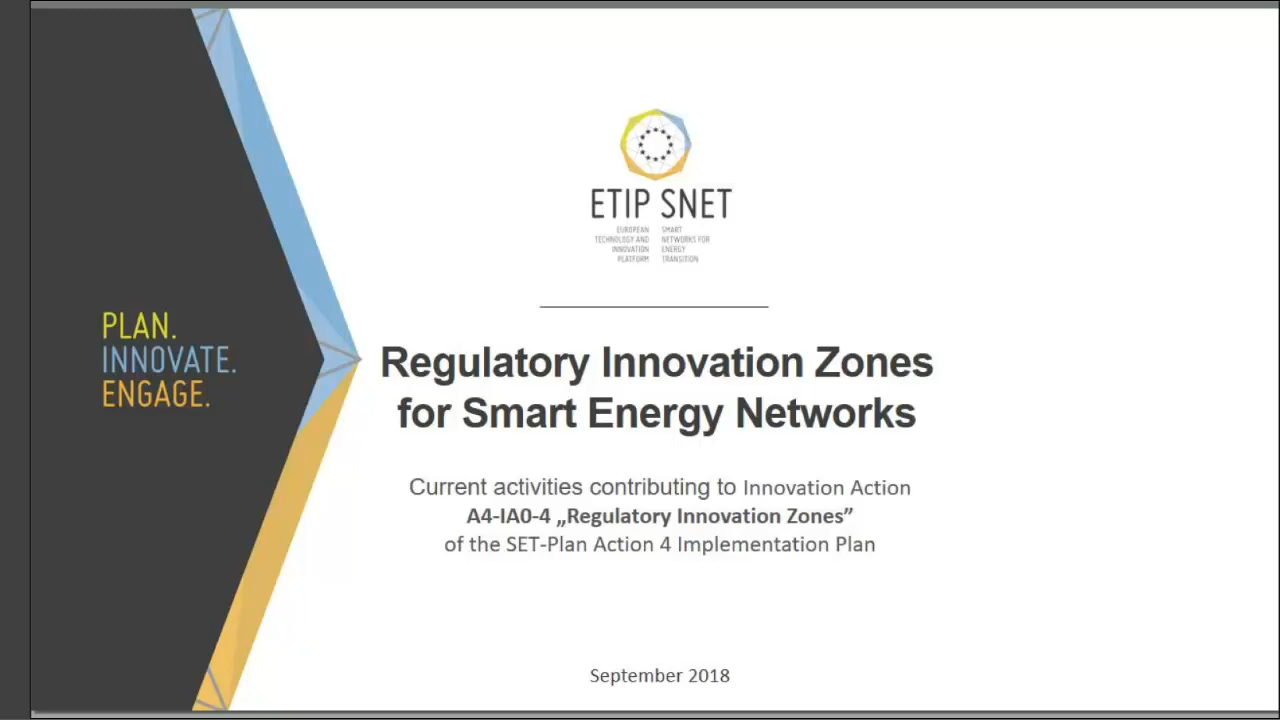 ETIP SNET
EUROPEAN SMART
TECHNOLOGY AND NETWORKS FOR
INNOVATION ENERGY
PLATFORM TRANSITION
PLAN.
INNOVATE.
ENGAGE.
Regulatory Innovation Zones
for Smart Energy Networks
Current activities contributing to Innovation Action
A4-IA0-4 „Regulatory Innovation Zones”
of the SET-Plan Action 4 Implementation Plan
September 2018